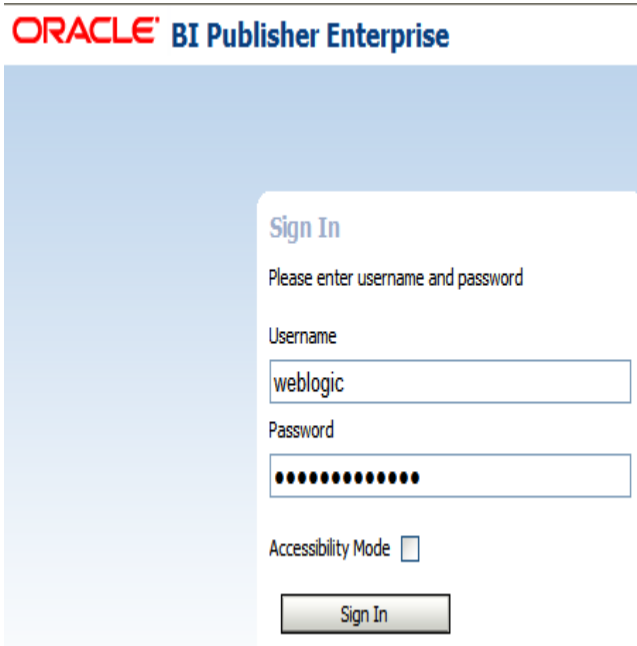 ORACLE BI Publisher Enterprise
Sign In
Please enter username and password
Username
weblogic
Password
•••••••••••••
Accessibility Mode
Sign In